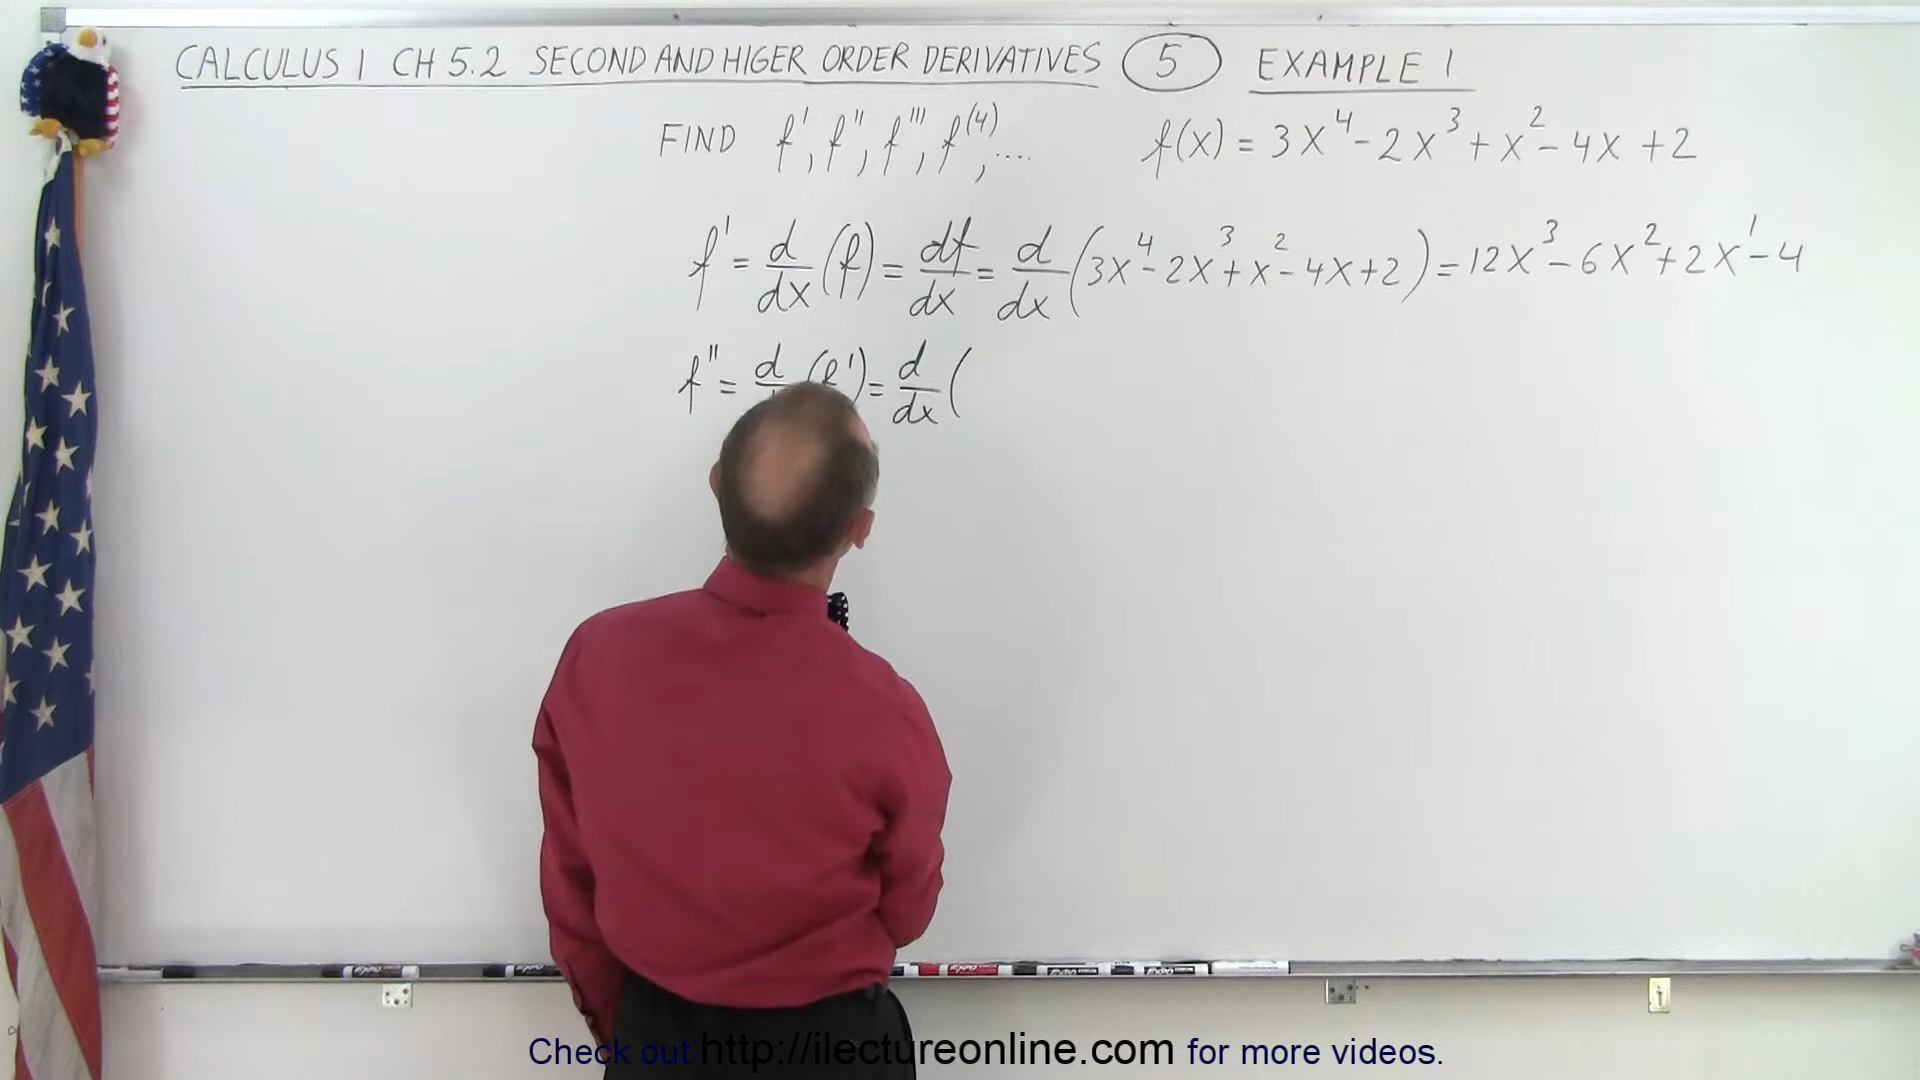 CALCULUS 1 CH 5.2 SECOND AND HIGER ORDER DERIVATIVES 5 EXAMPLE 1
FIND f', f'', f''', f⁽⁴⁾, .... f(x) = 3x⁴ - 2x³ + x² - 4x + 2
f' = d/dx (f) = df/dx = d/dx (3x⁴ - 2x³ + x² - 4x + 2) = 12x³ - 6x² + 2x¹ - 4
f'' = d (f') = d/dx (
Check out http://ilectureonline.com for more videos.